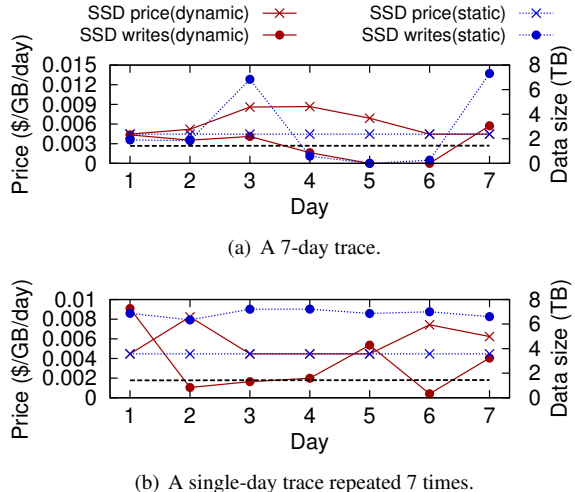 SSD price(dynamic) SSD price(static)
SSD writes(dynamic) SSD writes(static)
Price ($/GB/day)
0.015
0.012
0.009
0.006
0.003
0
8
6
4
2
0
Data size (TB)
1 2 3 4 5 6 7
Day
(a) A 7-day trace.
Price ($/GB/day)
0.01
0.008
0.006
0.004
0.002
0
8
7
6
5
4
3
2
1
0
Data size (TB)
1 2 3 4 5 6 7
Day
(b) A single-day trace repeated 7 times.